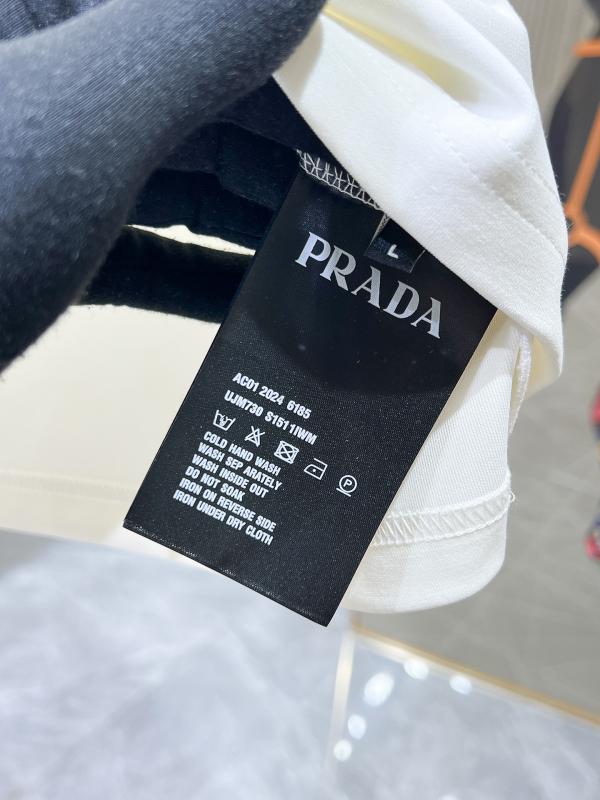 L
PRADA
AC01 2024 6185
UJM730 S151 1IWM
P
COLD HAND WASH
WASH SEP ARATELY
WASH INSIDE OUT
DO NOT SOAK
IRON ON REVERSE SIDE
IRON UNDER DRY CLOTH